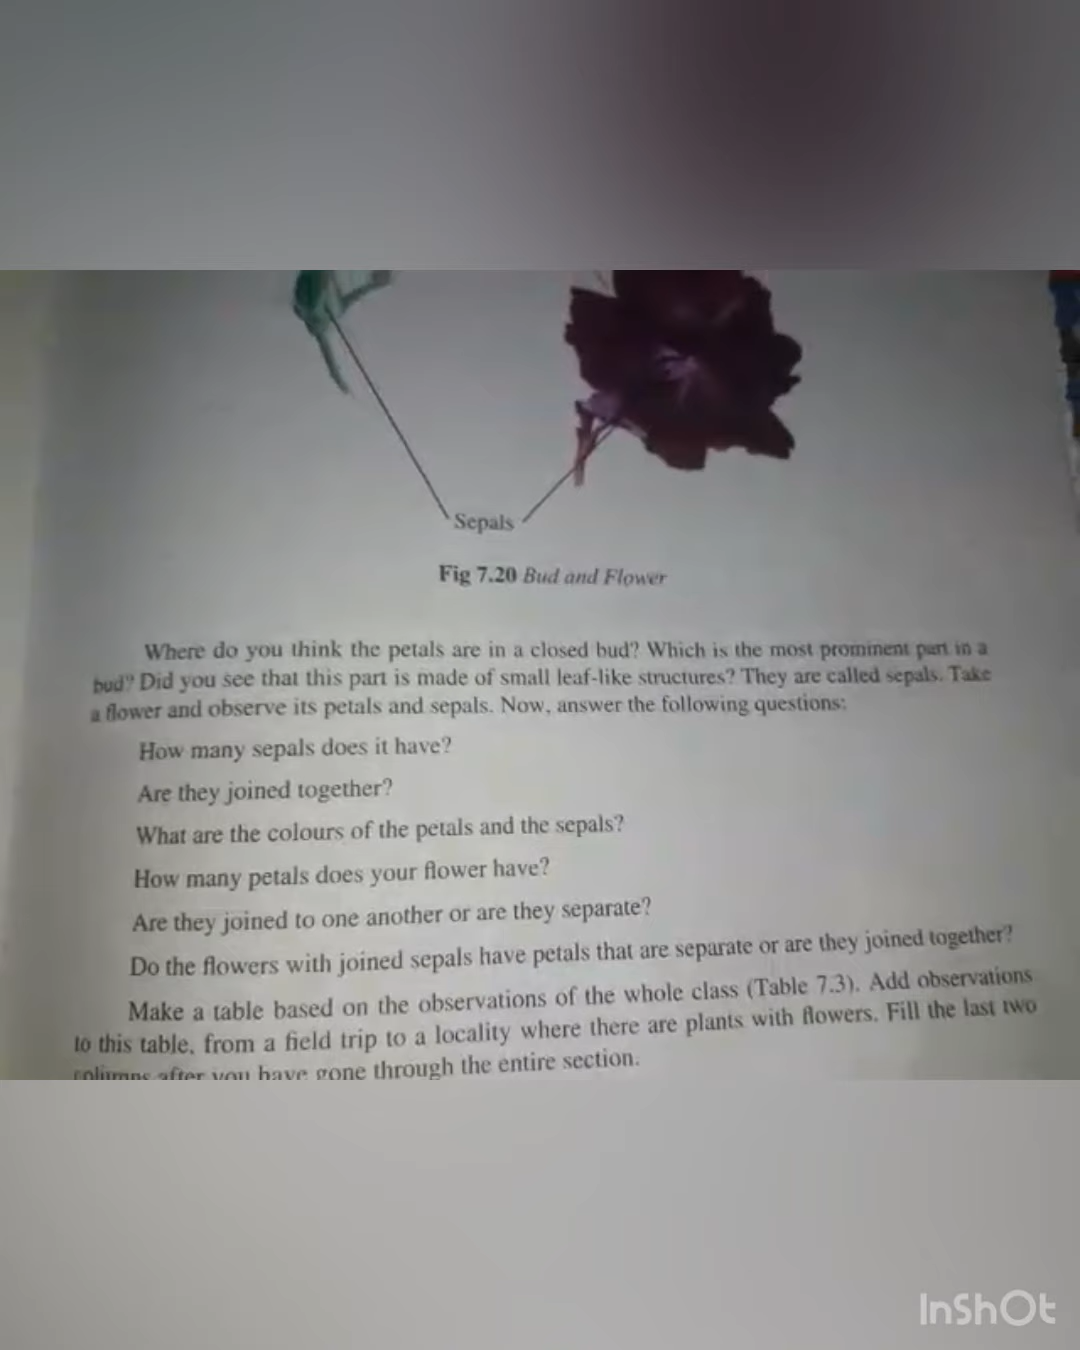 Sepals
Fig 7.20 Bud and Flower
Where do you think the petals are in a closed bud? Which is the most prominent part in a
bud? Did you see that this part is made of small leaf-like structures? They are called sepals. Take
a flower and observe its petals and sepals. Now, answer the following questions:
How many sepals does it have?
Are they joined together?
What are the colours of the petals and the sepals?
How many petals does your flower have?
Are they joined to one another or are they separate?
Do the flowers with joined sepals have petals that are separate or are they joined together?
Make a table based on the observations of the whole class (Table 7.3). Add observations
to this table, from a field trip to a locality where there are plants with flowers. Fill the last two
columns after you have gone through the entire section.
InShOt